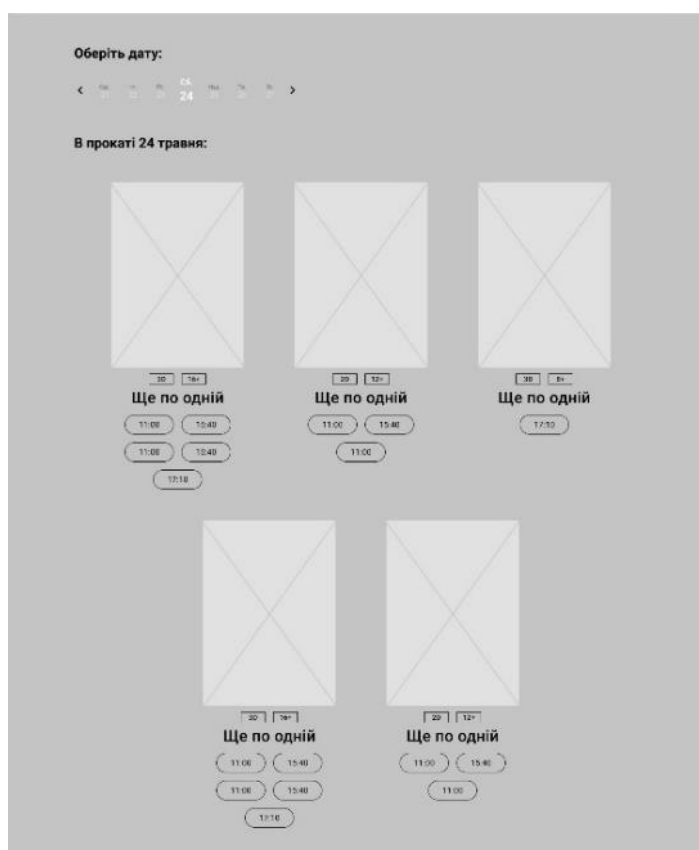 Оберіть дату:
Сб.
24
В прокаті 24 травня:
2D 16+ 2D 12+ 3D 8+
Ще по одній Ще по одній Ще по одній
11:00 15:40 11:00 15:40 17:10
11:00 15:40 11:00
17:10
2D 16+ 2D 12+
Ще по одній Ще по одній
11:00 15:40 11:00 15:40
11:00 15:40 11:00
17:10